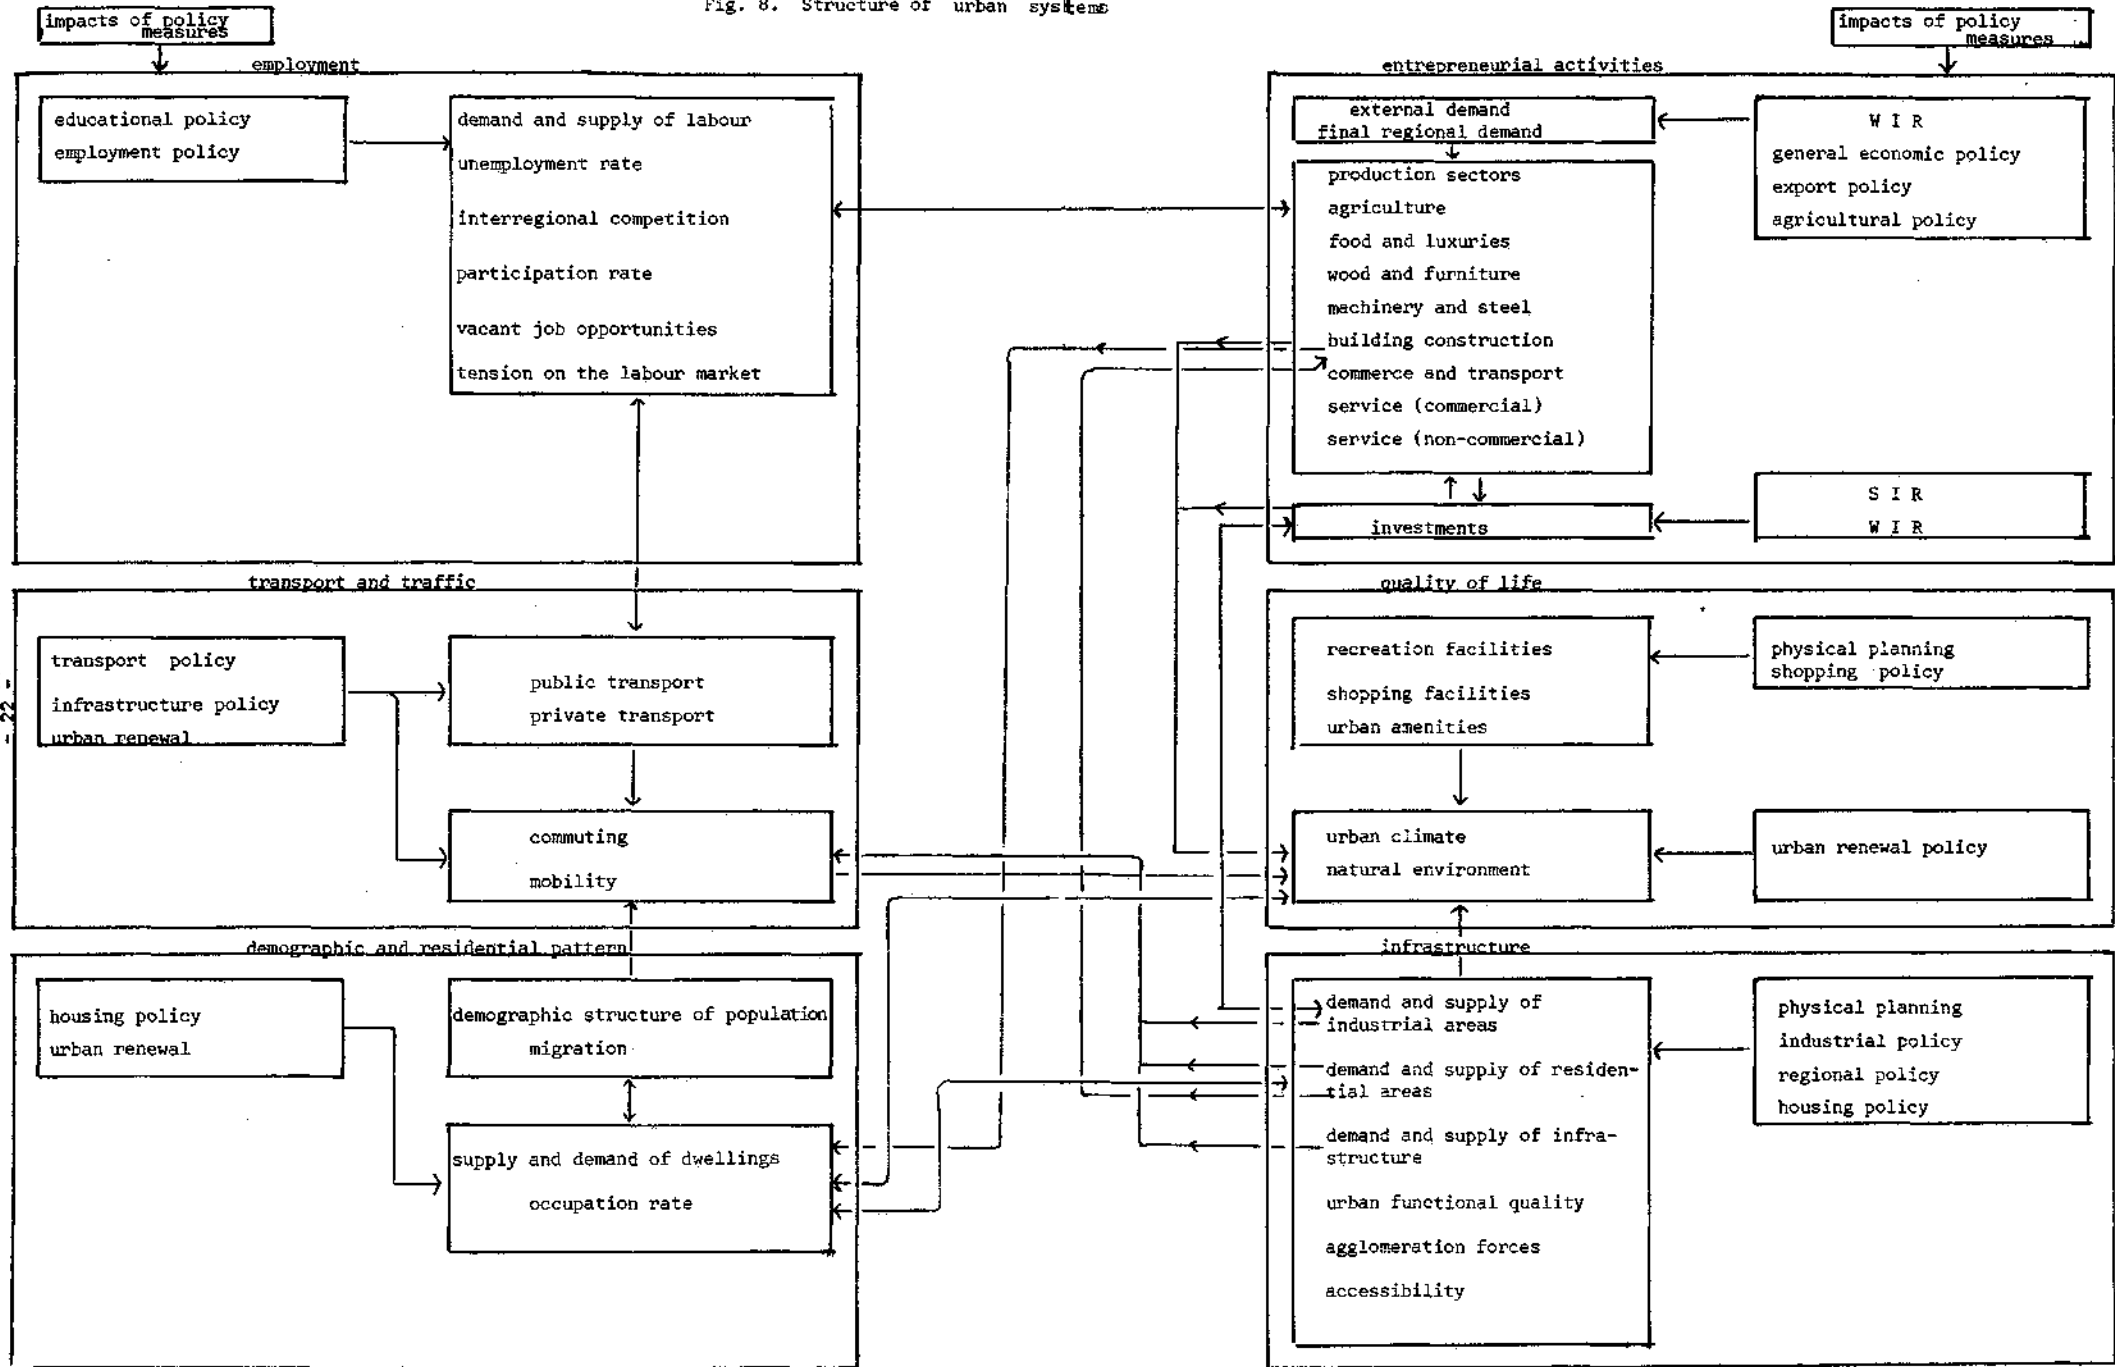 Fig. 8. Structure of urban systems
impacts of policy
measures
employment
educational policy
employment policy
demand and supply of labour
unemployment rate
interregional competition
participation rate
vacant job opportunities
tension on the labour market
impacts of policy
measures
entrepreneurial activities
external demand
final regional demand
production sectors
agriculture
food and luxuries
wood and furniture
machinery and steel
building construction
commerce and transport
service (commercial)
service (non-commercial)
investments
W I R
general economic policy
export policy
agricultural policy
S I R
W I R
transport and traffic
transport policy
infrastructure policy
urban renewal
public transport
private transport
commuting
mobility
quality of life
recreation facilities
shopping facilities
urban amenities
physical planning
shopping policy
urban climate
natural environment
urban renewal policy
- 22 -
demographic and residential pattern
housing policy
urban renewal
demographic structure of population
migration
supply and demand of dwellings
occupation rate
infrastructure
demand and supply of
industrial areas
demand and supply of residen-
tial areas
demand and supply of infra-
structure
urban functional quality
agglomeration forces
accessibility
physical planning
industrial policy
regional policy
housing policy